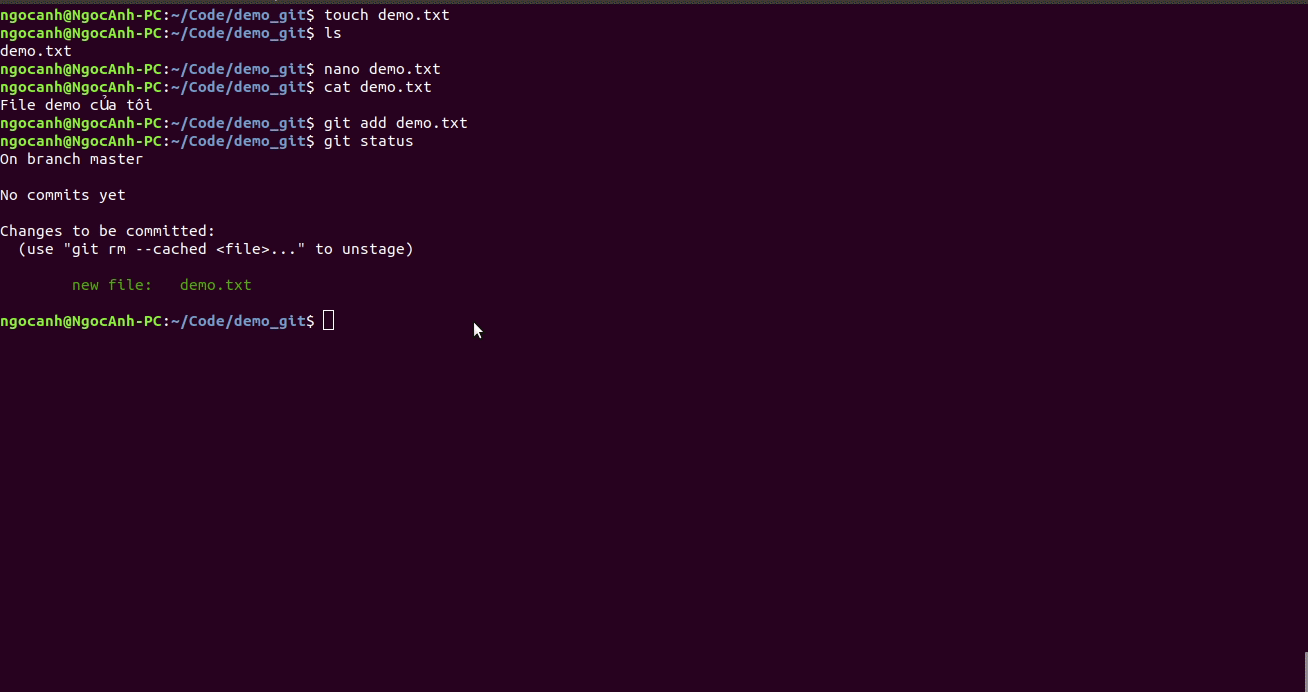 ngocanh@NgocAnh-PC:~/Code/demo_git$ touch demo.txt
ngocanh@NgocAnh-PC:~/Code/demo_git$ ls
demo.txt
ngocanh@NgocAnh-PC:~/Code/demo_git$ nano demo.txt
ngocanh@NgocAnh-PC:~/Code/demo_git$ cat demo.txt
File demo của tôi
ngocanh@NgocAnh-PC:~/Code/demo_git$ git add demo.txt
ngocanh@NgocAnh-PC:~/Code/demo_git$ git status
On branch master
No commits yet
Changes to be committed:
  (use "git rm --cached <file>..." to unstage)
        new file:   demo.txt
ngocanh@NgocAnh-PC:~/Code/demo_git$